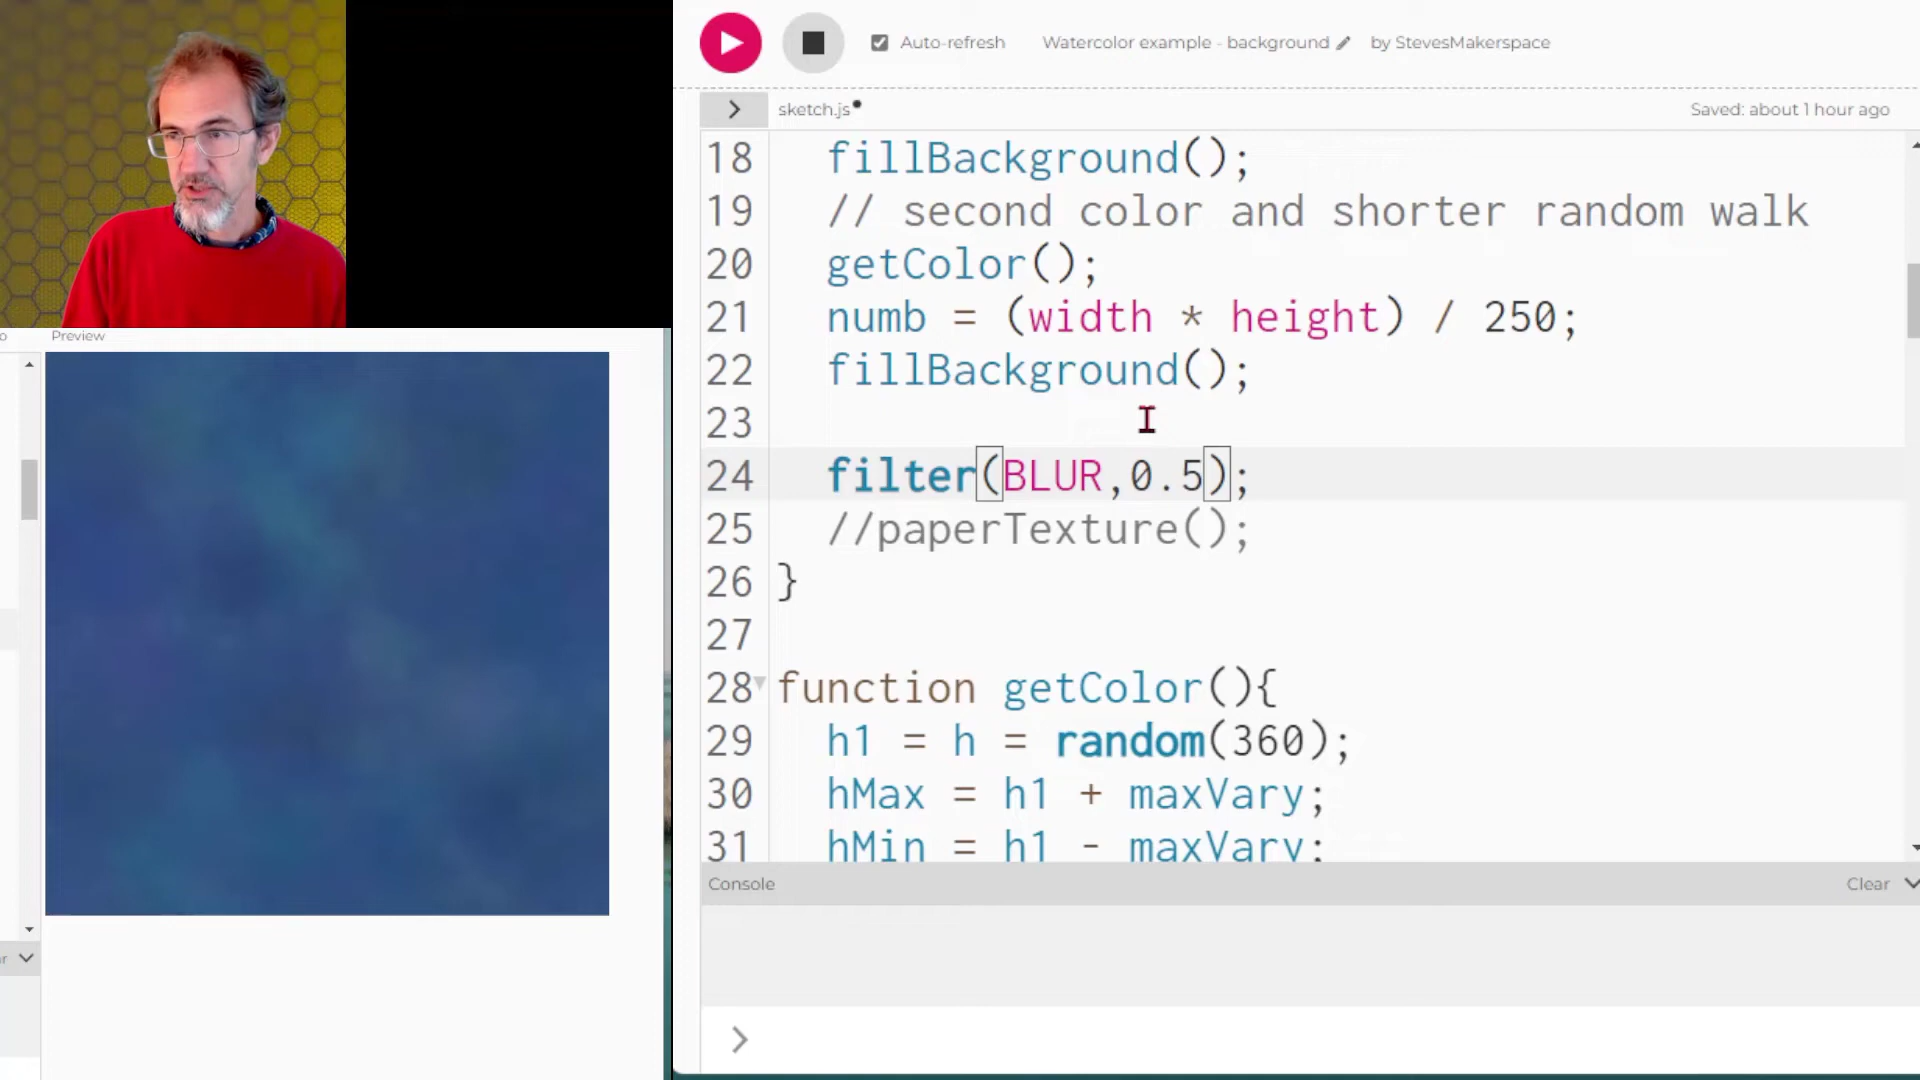 Auto-refresh
Watercolor example - background
by StevesMakerspace
sketch.js
Saved: about 1 hour ago
Preview
18 fillBackground();
19 // second color and shorter random walk
20 getColor();
21 numb = (width * height) / 250;
22 fillBackground();
23
24 filter(BLUR,0.5);
25 //paperTexture();
26 }
27
28 function getColor(){
29 h1 = h = random(360);
30 hMax = h1 + maxVary;
31 hMin = h1 - maxVary;
Console
Clear